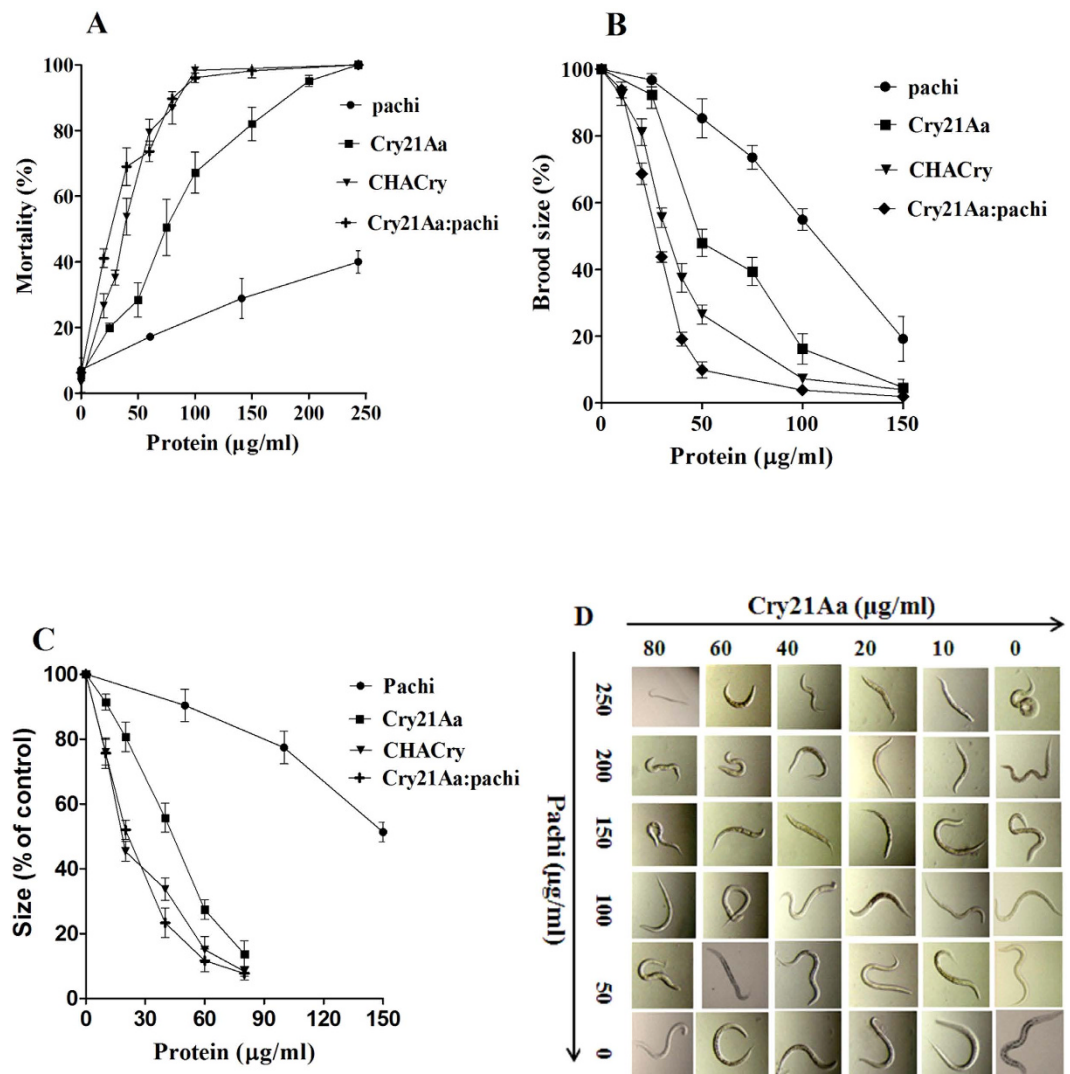 A
Mortality (%)
100
80
60
40
20
0
0 50 100 150 200 250
Protein (µg/ml)
pachi
Cry21Aa
CHACry
Cry21Aa:pachi
B
Brood size (%)
100
80
60
40
20
0
0 50 100 150
Protein (µg/ml)
pachi
Cry21Aa
CHACry
Cry21Aa:pachi
C
Size (% of control)
100
80
60
40
20
0
0 30 60 90 120 150
Protein (µg/ml)
Pachi
Cry21Aa
CHACry
Cry21Aa:pachi
D
Cry21Aa (µg/ml)
80 60 40 20 10 0
Pachi (µg/ml)
250
200
150
100
50
0